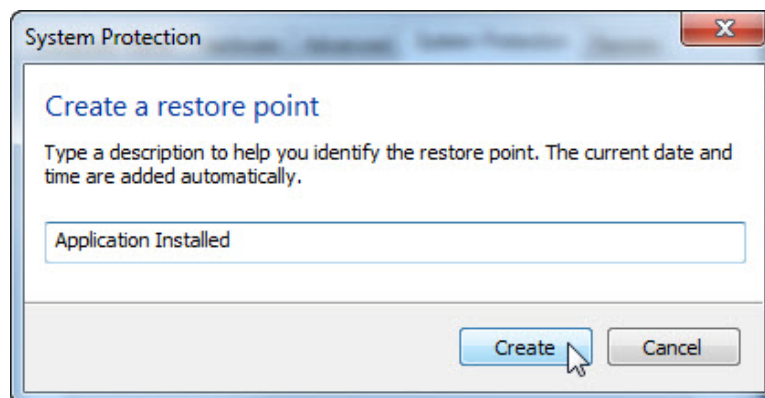 System Protection
Create a restore point
Type a description to help you identify the restore point. The current date and
time are added automatically.
Application Installed
Create Cancel